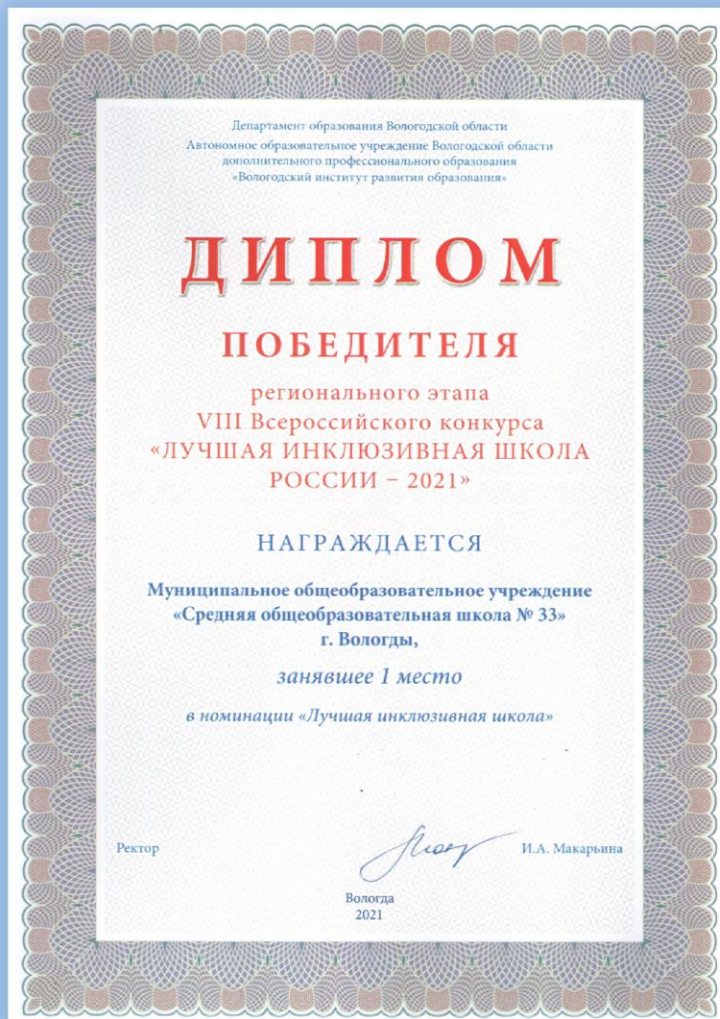 Департамент образования Вологодской области
Автономное образовательное учреждение Вологодской области
дополнительного профессионального образования
«Вологодский институт развития образования»
ДИПЛОМ
ПОБЕДИТЕЛЯ
регионального этапа
VIII Всероссийского конкурса
«ЛУЧШАЯ ИНКЛЮЗИВНАЯ ШКОЛА
РОССИИ – 2021»
НАГРАЖДАЕТСЯ
Муниципальное общеобразовательное учреждение
«Средняя общеобразовательная школа № 33»
г. Вологды,
занявшее 1 место
в номинации «Лучшая инклюзивная школа»
Ректор И.А. Макарьина
Вологда
2021